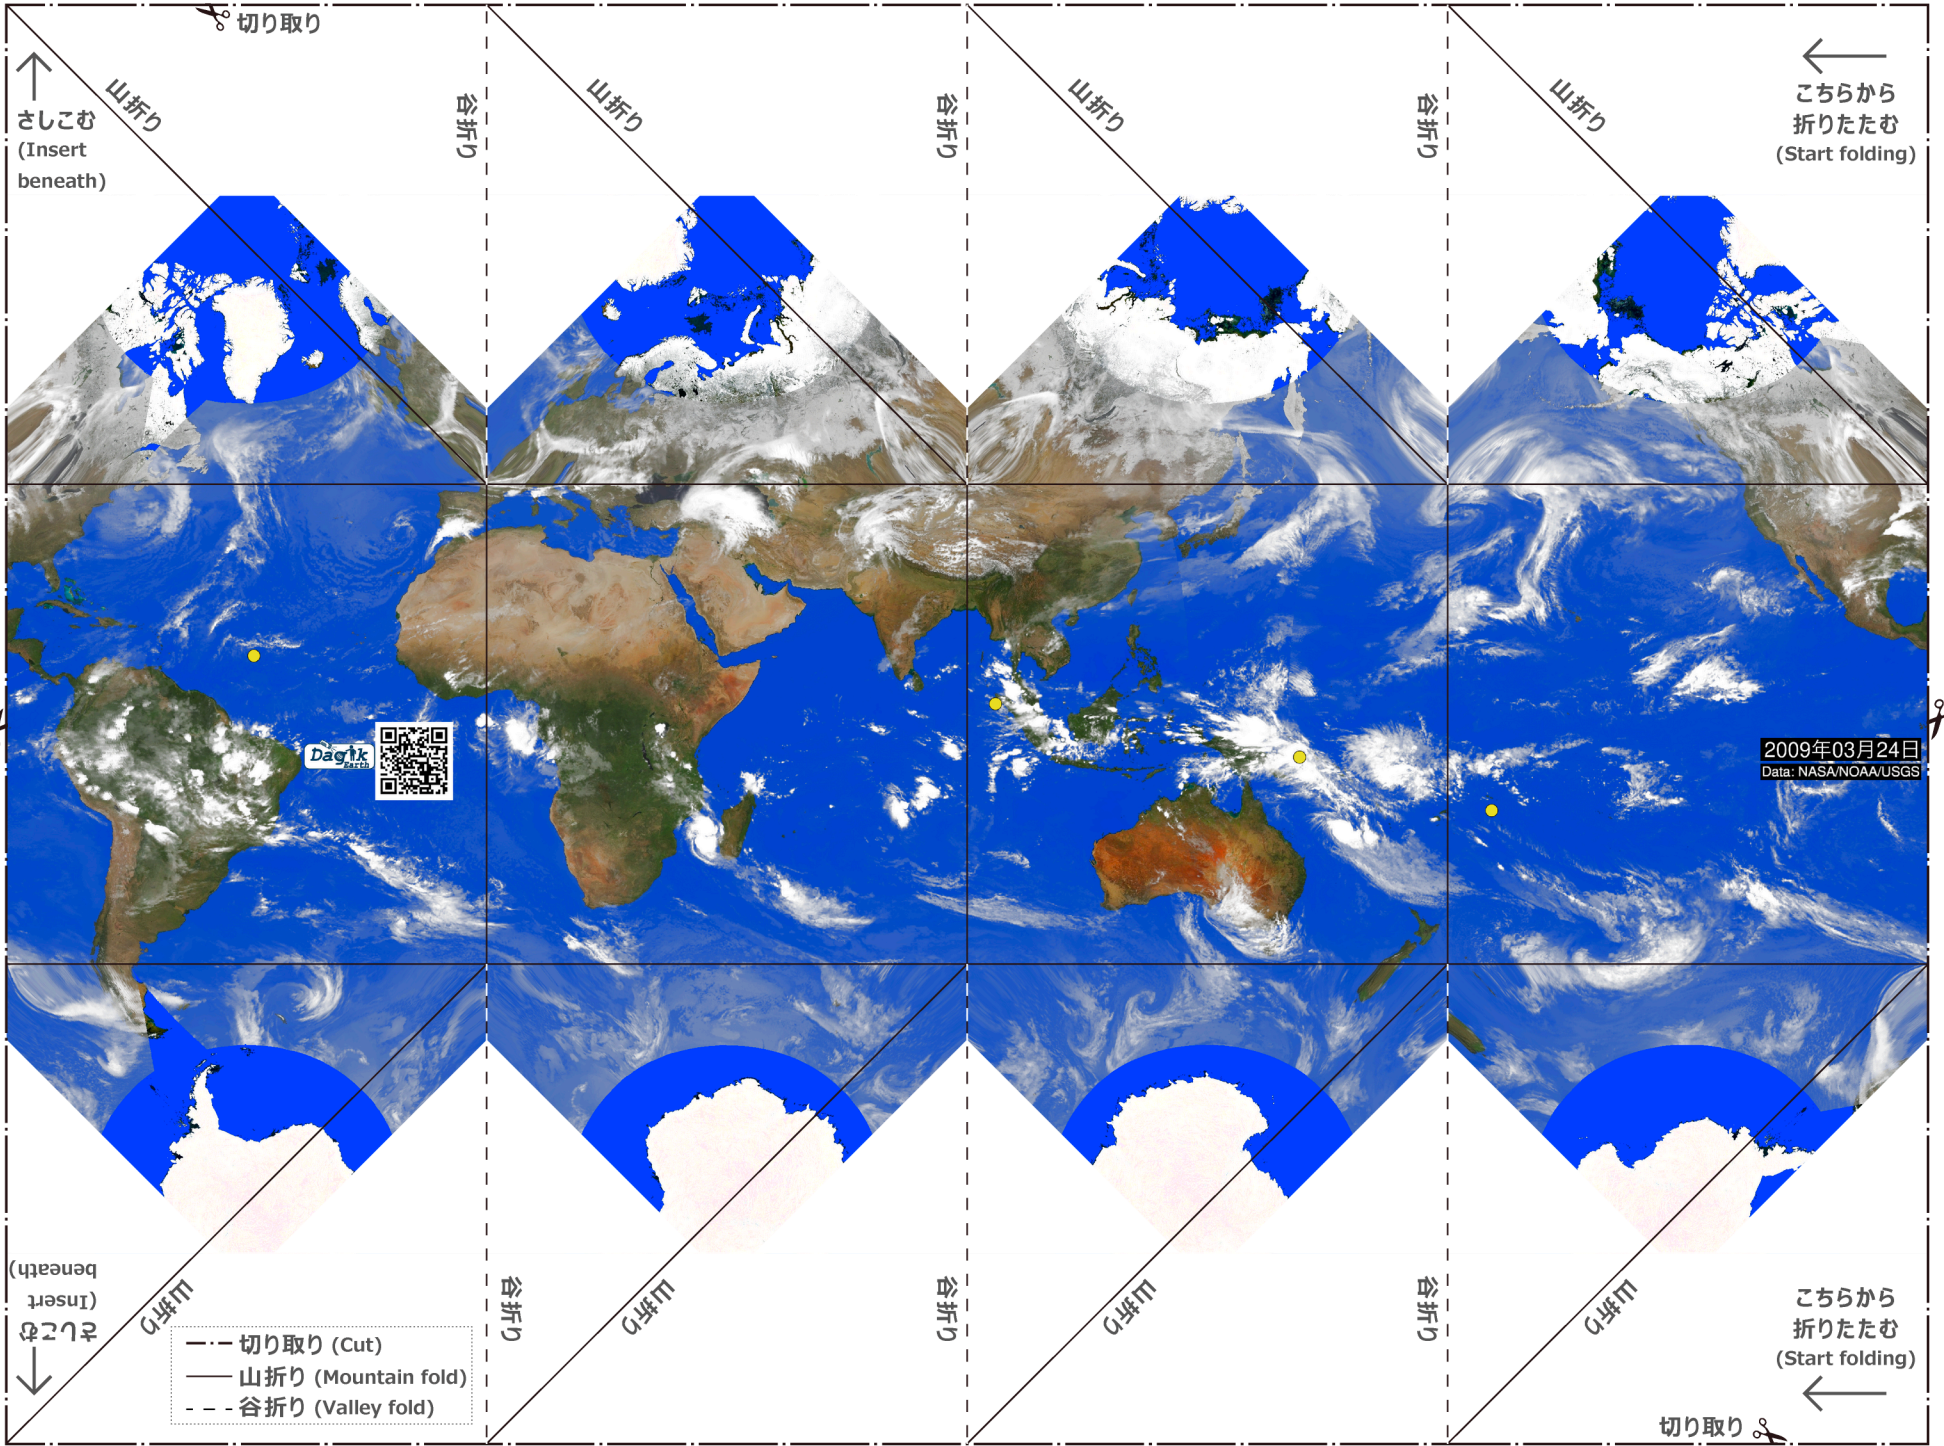 切り取り
山折り
谷折り
山折り
谷折り
山折り
谷折り
山折り
さしこむ
(Insert
beneath)
こちらから
折りたたむ
(Start folding)
Dagik
Earth
2009年03月24日
Data: NASA/NOAA/USGS
さしこむ
(Insert
beneath)
山折り
谷折り
山折り
谷折り
山折り
谷折り
山折り
切り取り (Cut)
山折り (Mountain fold)
谷折り (Valley fold)
こちらから
折りたたむ
(Start folding)
切り取り